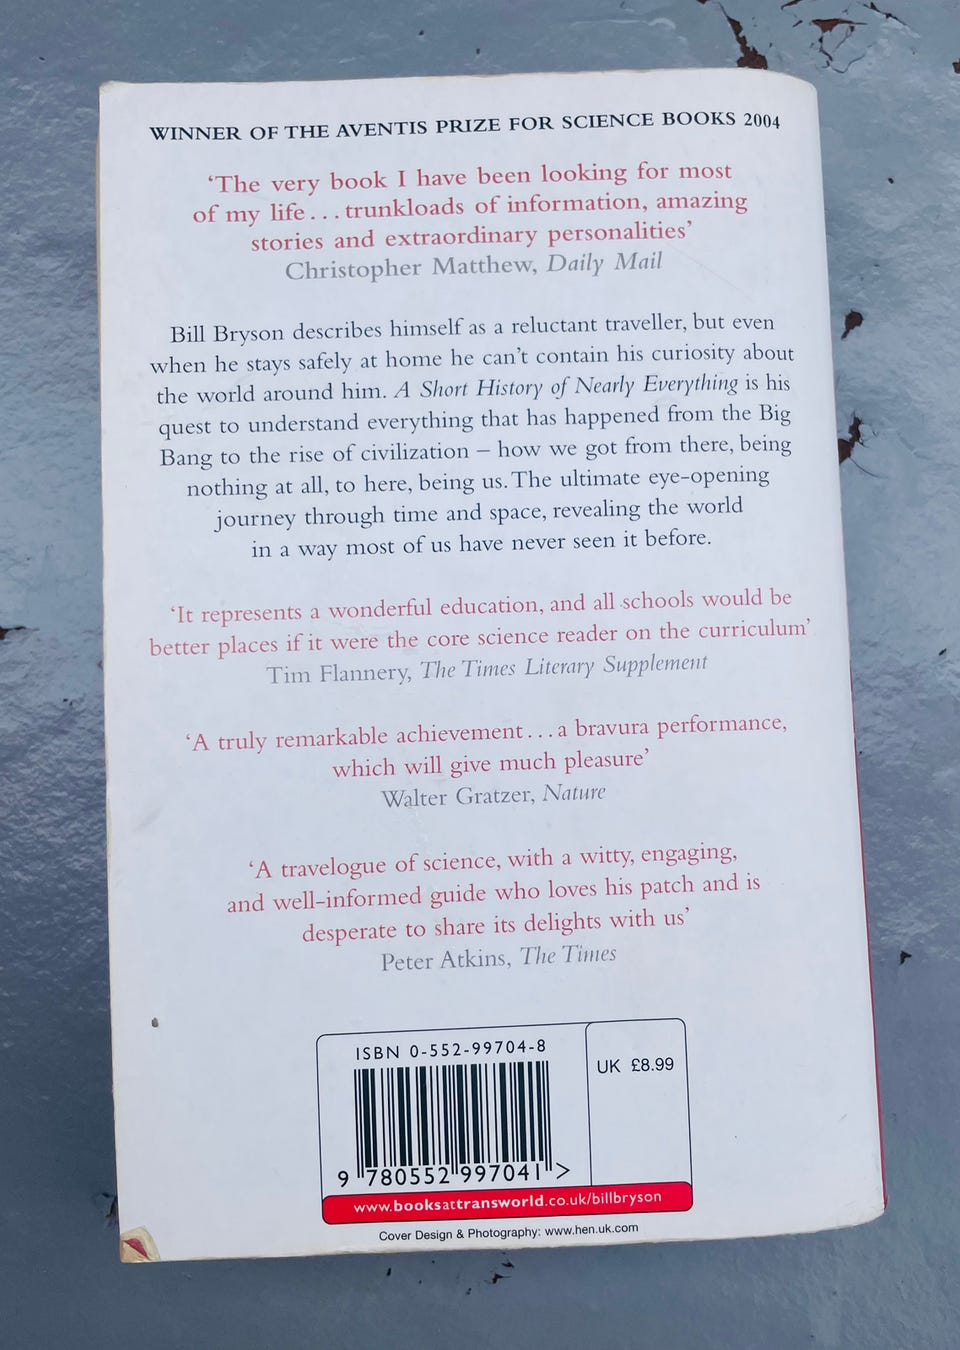 WINNER OF THE AVENTIS PRIZE FOR SCIENCE BOOKS 2004
‘The very book I have been looking for most
of my life...trunkloads of information, amazing
stories and extraordinary personalities’
Christopher Matthew, Daily Mail
Bill Bryson describes himself as a reluctant traveller, but even
when he stays safely at home he can’t contain his curiosity about
the world around him. A Short History of Nearly Everything is his
quest to understand everything that has happened from the Big
Bang to the rise of civilization – how we got from there, being
nothing at all, to here, being us. The ultimate eye-opening
journey through time and space, revealing the world
in a way most of us have never seen it before.
‘It represents a wonderful education, and all schools would be
better places if it were the core science reader on the curriculum’
Tim Flannery, The Times Literary Supplement
‘A truly remarkable achievement...a bravura performance,
which will give much pleasure’
Walter Gratzer, Nature
‘A travelogue of science, with a witty, engaging,
and well-informed guide who loves his patch and is
desperate to share its delights with us’
Peter Atkins, The Times
ISBN 0-552-99704-8
UK £8.99
9 780552 997041 >
www.booksattransworld.co.uk/billbryson
Cover Design & Photography: www.hen.uk.com